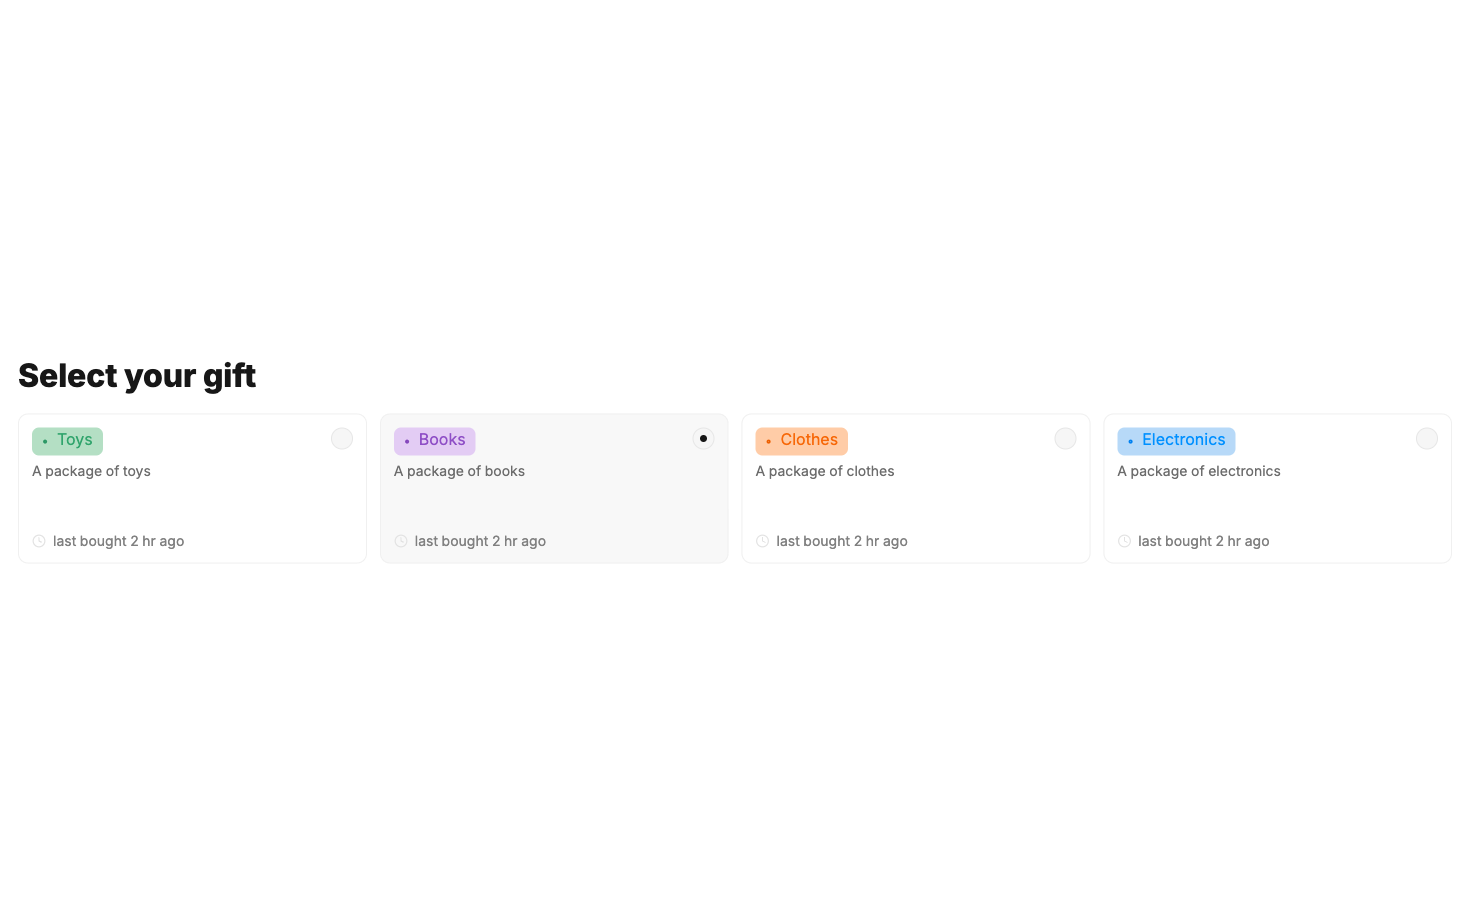 Select your gift
Toys
A package of toys
last bought 2 hr ago
Books
A package of books
last bought 2 hr ago
Clothes
A package of clothes
last bought 2 hr ago
Electronics
A package of electronics
last bought 2 hr ago